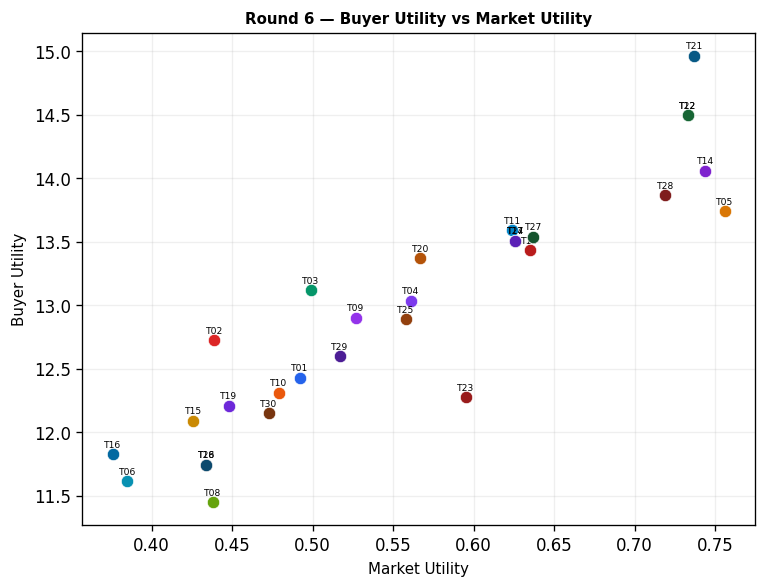 Round 6 — Buyer Utility vs Market Utility
Buyer Utility
15.0
14.5
14.0
13.5
13.0
12.5
12.0
11.5
T21
T14
T28
T05
T11
T27
T20
T03
T04
T09
T25
T02
T29
T01
T10
T23
T19
T30
T15
T16
T06
T08
0.40 0.45 0.50 0.55 0.60 0.65 0.70 0.75
Market Utility